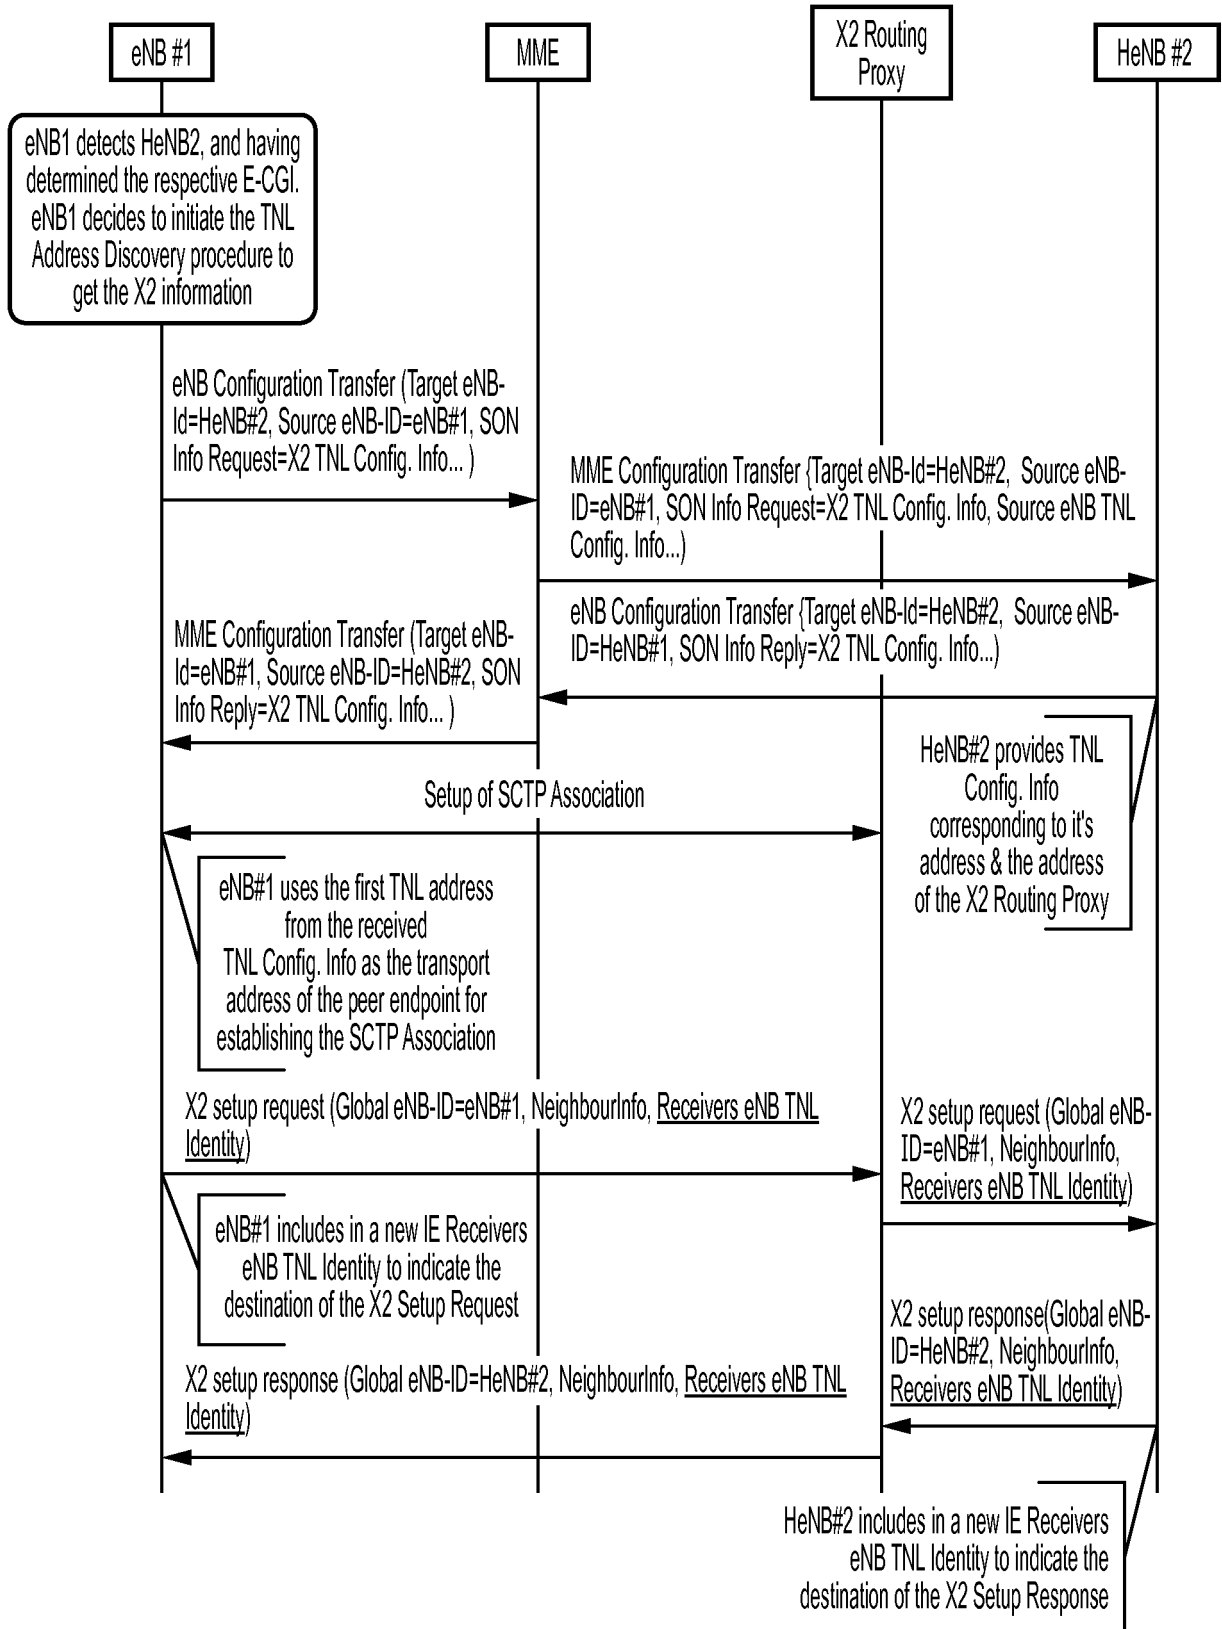 eNB #1
MME
X2 Routing
Proxy
HeNB #2
eNB1 detects HeNB2, and having
determined the respective E-CGI.
eNB1 decides to initiate the TNL
Address Discovery procedure to
get the X2 information
eNB Configuration Transfer (Target eNB-
Id=HeNB#2, Source eNB-ID=eNB#1, SON
Info Request=X2 TNL Config. Info... )
MME Configuration Transfer {Target eNB-Id=HeNB#2, Source eNB-
ID=eNB#1, SON Info Request=X2 TNL Config. Info, Source eNB TNL
Config. Info...)
eNB Configuration Transfer {Target eNB-Id=HeNB#2, Source eNB-
ID=HeNB#1, SON Info Reply=X2 TNL Config. Info...)
MME Configuration Transfer (Target eNB-
Id=eNB#1, Source eNB-ID=HeNB#2, SON
Info Reply=X2 TNL Config. Info... )
HeNB#2 provides TNL
Config. Info
corresponding to it's
address & the address
of the X2 Routing Proxy
Setup of SCTP Association
eNB#1 uses the first TNL address
from the received
TNL Config. Info as the transport
address of the peer endpoint for
establishing the SCTP Association
X2 setup request (Global eNB-ID=eNB#1, NeighbourInfo, Receivers eNB TNL
Identity)
X2 setup request (Global eNB-
ID=eNB#1, NeighbourInfo,
Receivers eNB TNL Identity)
eNB#1 includes in a new IE Receivers
eNB TNL Identity to indicate the
destination of the X2 Setup Request
X2 setup response(Global eNB-
ID=HeNB#2, NeighbourInfo,
Receivers eNB TNL Identity)
X2 setup response (Global eNB-ID=HeNB#2, NeighbourInfo, Receivers eNB TNL
Identity)
HeNB#2 includes in a new IE Receivers
eNB TNL Identity to indicate the
destination of the X2 Setup Response